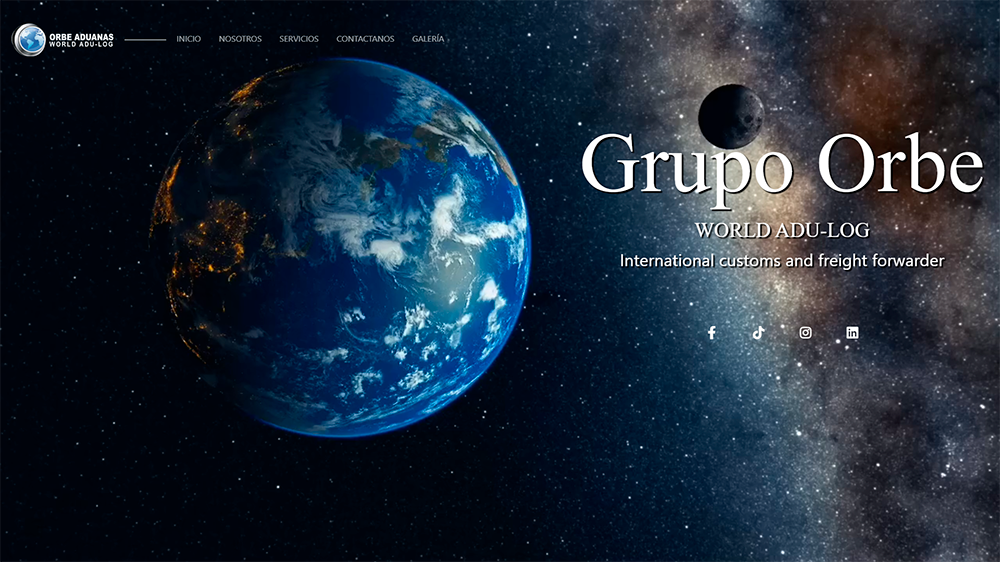 ORBE ADUANAS
WORLD ADU-LOG
INICIO NOSOTROS SERVICIOS CONTACTANOS GALERÍA
Grupo Orbe
WORLD ADU-LOG
International customs and freight forwarder